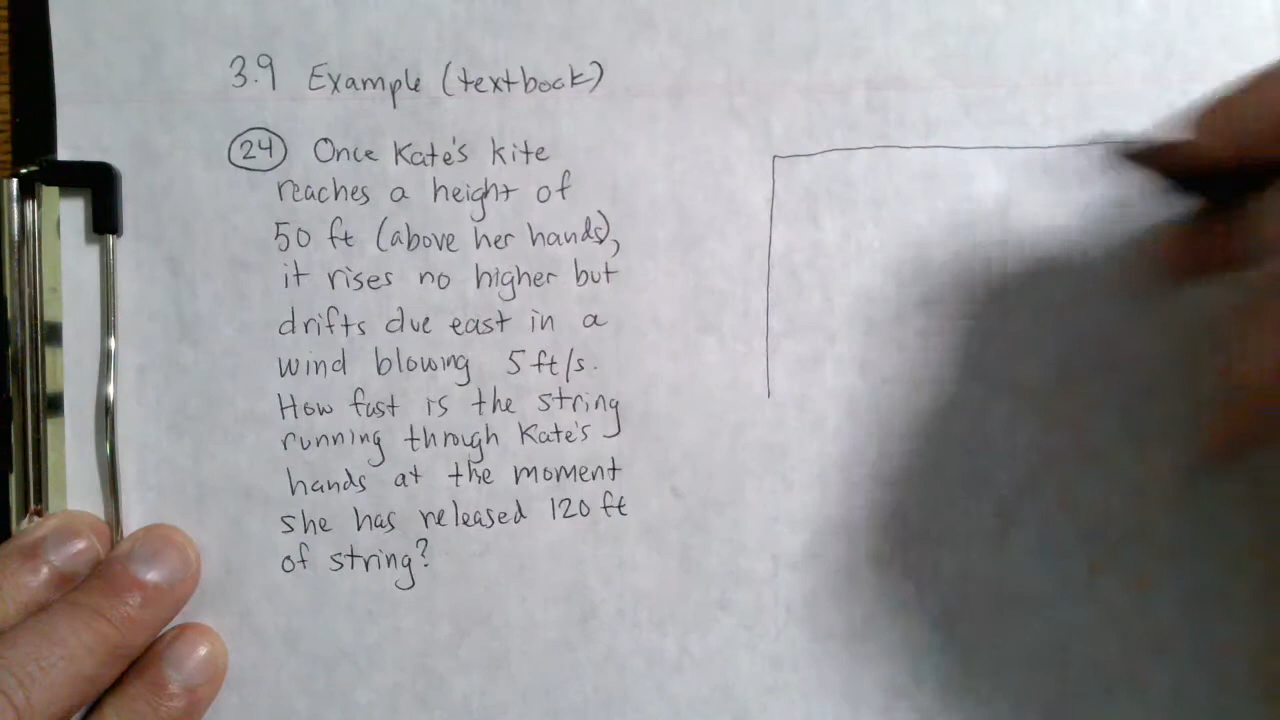 3.9 Example (textbook)
24 Once Kate's kite
reaches a height of
50 ft (above her hands),
it rises no higher but
drifts due east in a
wind blowing 5 ft/s.
How fast is the string
running through Kate's
hands at the moment
she has released 120 ft
of string?